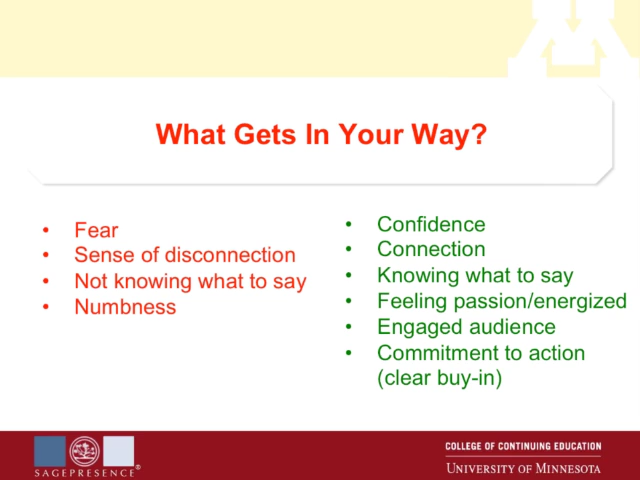 What Gets In Your Way?
• Fear
• Sense of disconnection
• Not knowing what to say
• Numbness
• Confidence
• Connection
• Knowing what to say
• Feeling passion/energized
• Engaged audience
• Commitment to action
(clear buy-in)
SAGEPRESENCE®
COLLEGE OF CONTINUING EDUCATION
UNIVERSITY OF MINNESOTA